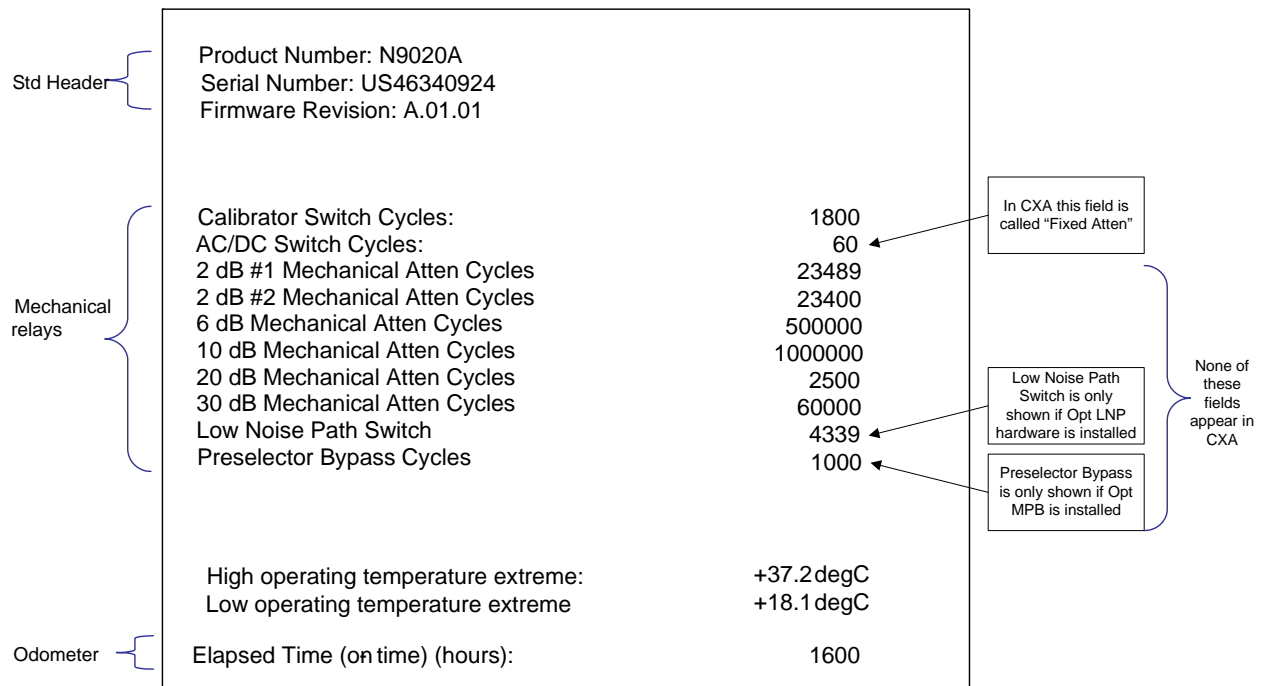 Std Header
Product Number: N9020A
Serial Number: US46340924
Firmware Revision: A.01.01
Mechanical
relays
Calibrator Switch Cycles: 1800
AC/DC Switch Cycles: 60
2 dB #1 Mechanical Atten Cycles 23489
2 dB #2 Mechanical Atten Cycles 23400
6 dB Mechanical Atten Cycles 500000
10 dB Mechanical Atten Cycles 1000000
20 dB Mechanical Atten Cycles 2500
30 dB Mechanical Atten Cycles 60000
Low Noise Path Switch 4339
Preselector Bypass Cycles 1000
In CXA this field is
called “Fixed Atten”
Low Noise Path
Switch is only
shown if Opt LNP
hardware is installed
Preselector Bypass
is only shown if Opt
MPB is installed
None of
these
fields
appear in
CXA
High operating temperature extreme: +37.2degC
Low operating temperature extreme +18.1degC
Odometer
Elapsed Time (on-time) (hours): 1600